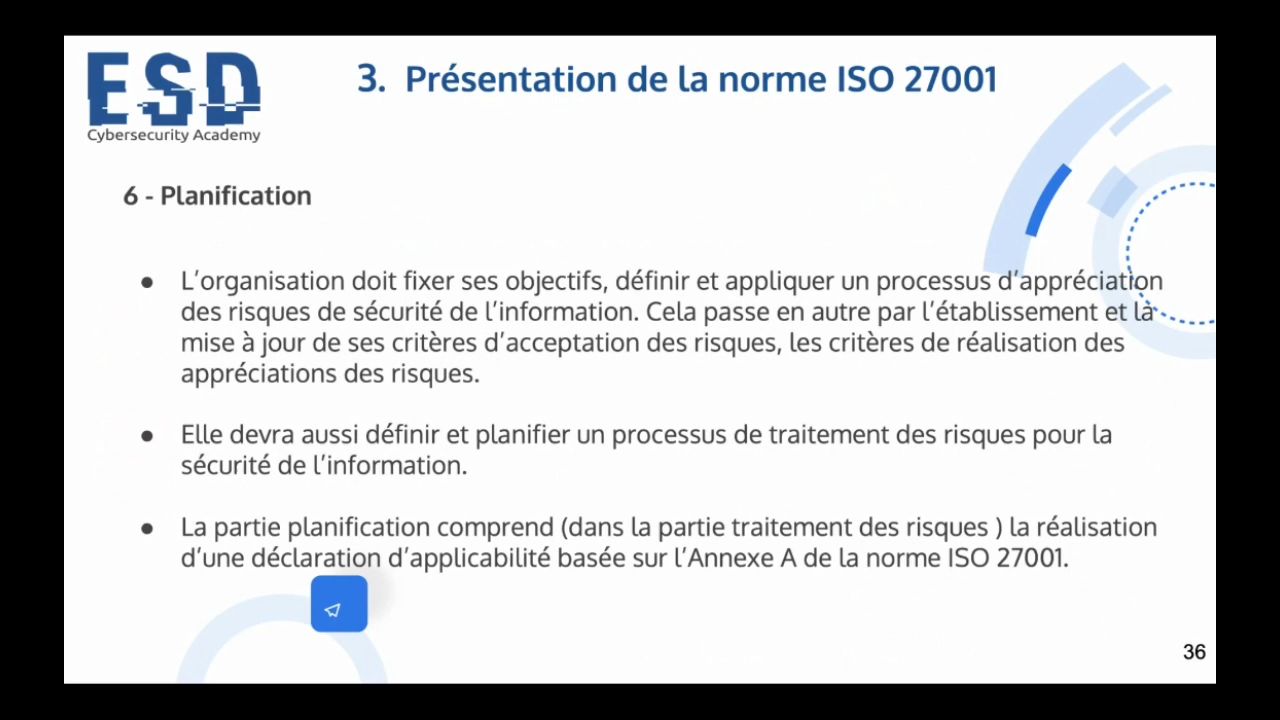 ESD
Cybersecurity Academy
3. Présentation de la norme ISO 27001
6 - Planification
● L’organisation doit fixer ses objectifs, définir et appliquer un processus d’appréciation
des risques de sécurité de l’information. Cela passe en autre par l’établissement et la
mise à jour de ses critères d’acceptation des risques, les critères de réalisation des
appréciations des risques.
● Elle devra aussi définir et planifier un processus de traitement des risques pour la
sécurité de l’information.
● La partie planification comprend (dans la partie traitement des risques ) la réalisation
d’une déclaration d’applicabilité basée sur l’Annexe A de la norme ISO 27001.
36